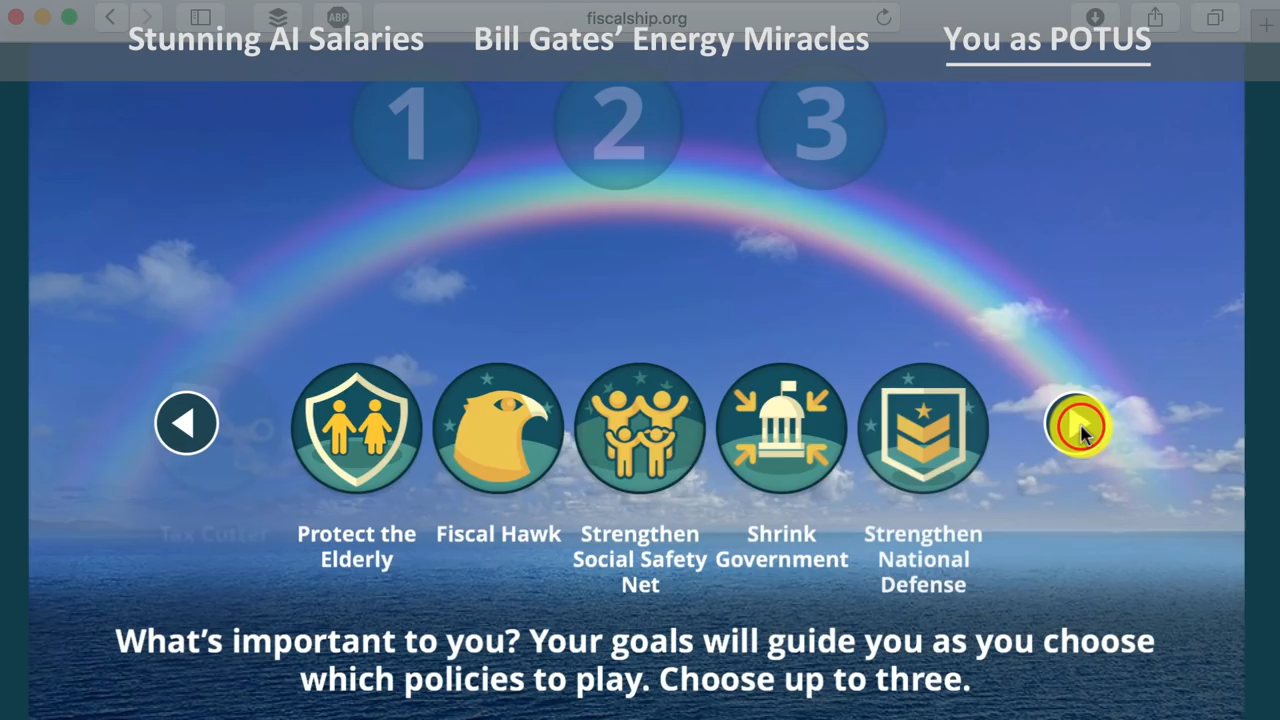 fiscalship.org
ABP
Stunning AI Salaries
Bill Gates’ Energy Miracles
You as POTUS
1
2
3
Tax Cutter
Protect the
Elderly
Fiscal Hawk
Strengthen
Social Safety
Net
Shrink
Government
Strengthen
National
Defense
What’s important to you? Your goals will guide you as you choose
which policies to play. Choose up to three.